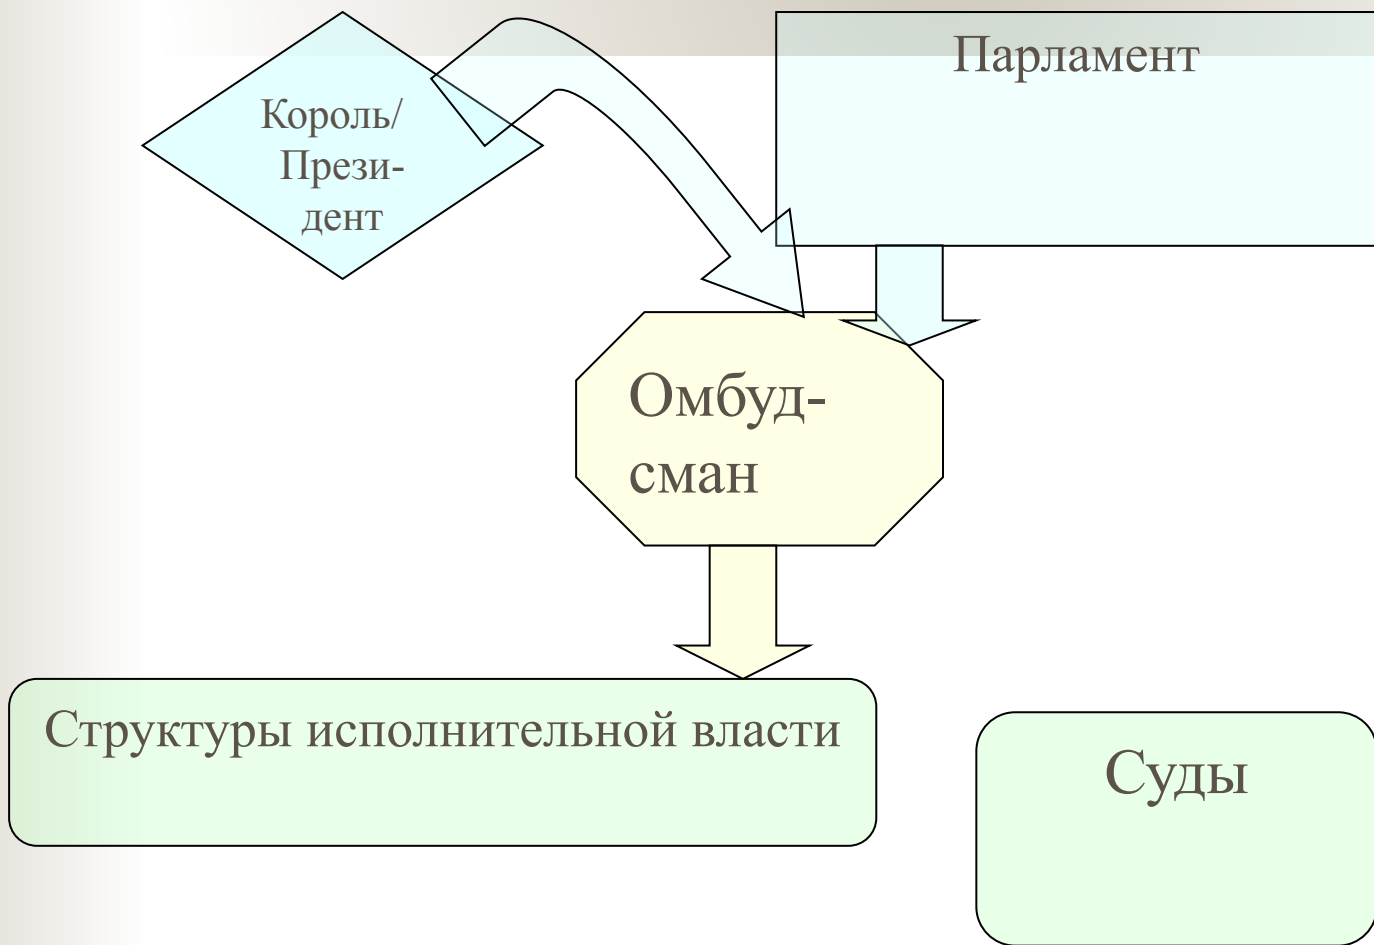 Парламент
Король/
Прези-
дент
Омбуд-
сман
Структуры исполнительной власти
Суды